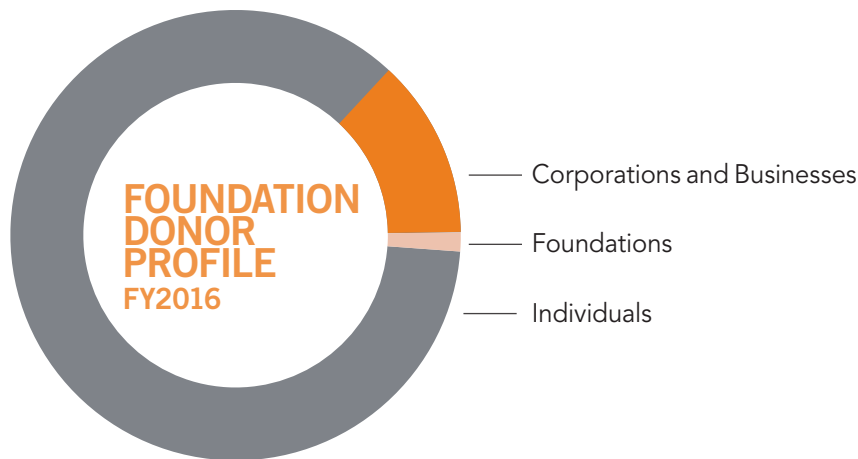 FOUNDATION
DONOR
PROFILE
FY2016
Corporations and Businesses
Foundations
Individuals